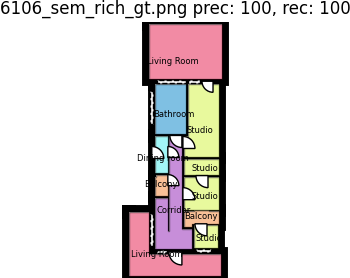 6106_sem_rich_gt.png prec: 100, rec: 100
Living Room
Bathroom
Studio
Dining room
Studio
Balcony
Studio
Corridor
Balcony
Studio
Living Room